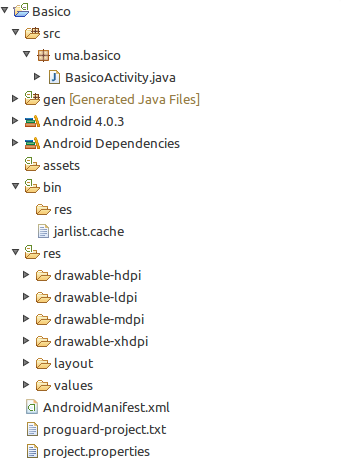 Basico
src
uma.basico
BasicoActivity.java
gen [Generated Java Files]
Android 4.0.3
Android Dependencies
assets
bin
res
jarlist.cache
res
drawable-hdpi
drawable-ldpi
drawable-mdpi
drawable-xhdpi
layout
values
AndroidManifest.xml
proguard-project.txt
project.properties